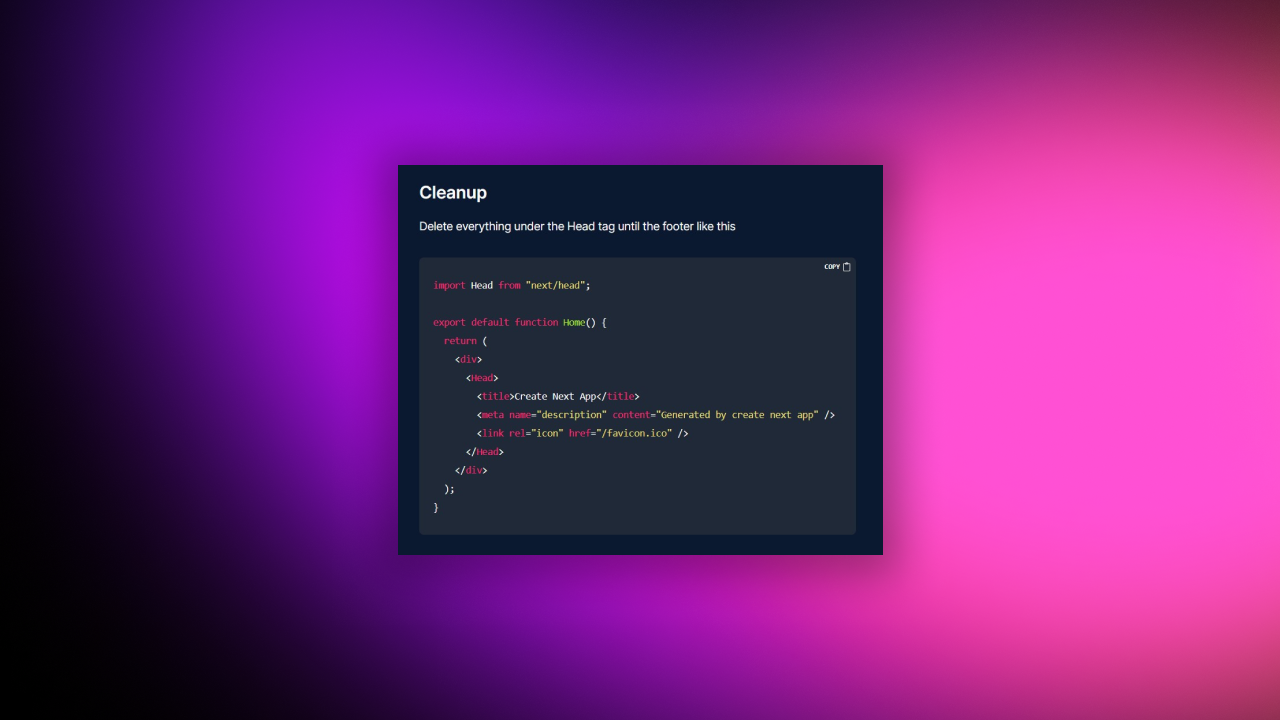 Cleanup
Delete everything under the Head tag until the footer like this
COPY
import Head from "next/head";
export default function Home() {
  return (
    <div>
      <Head>
        <title>Create Next App</title>
        <meta name="description" content="Generated by create next app" />
        <link rel="icon" href="/favicon.ico" />
      </Head>
    </div>
  );
}